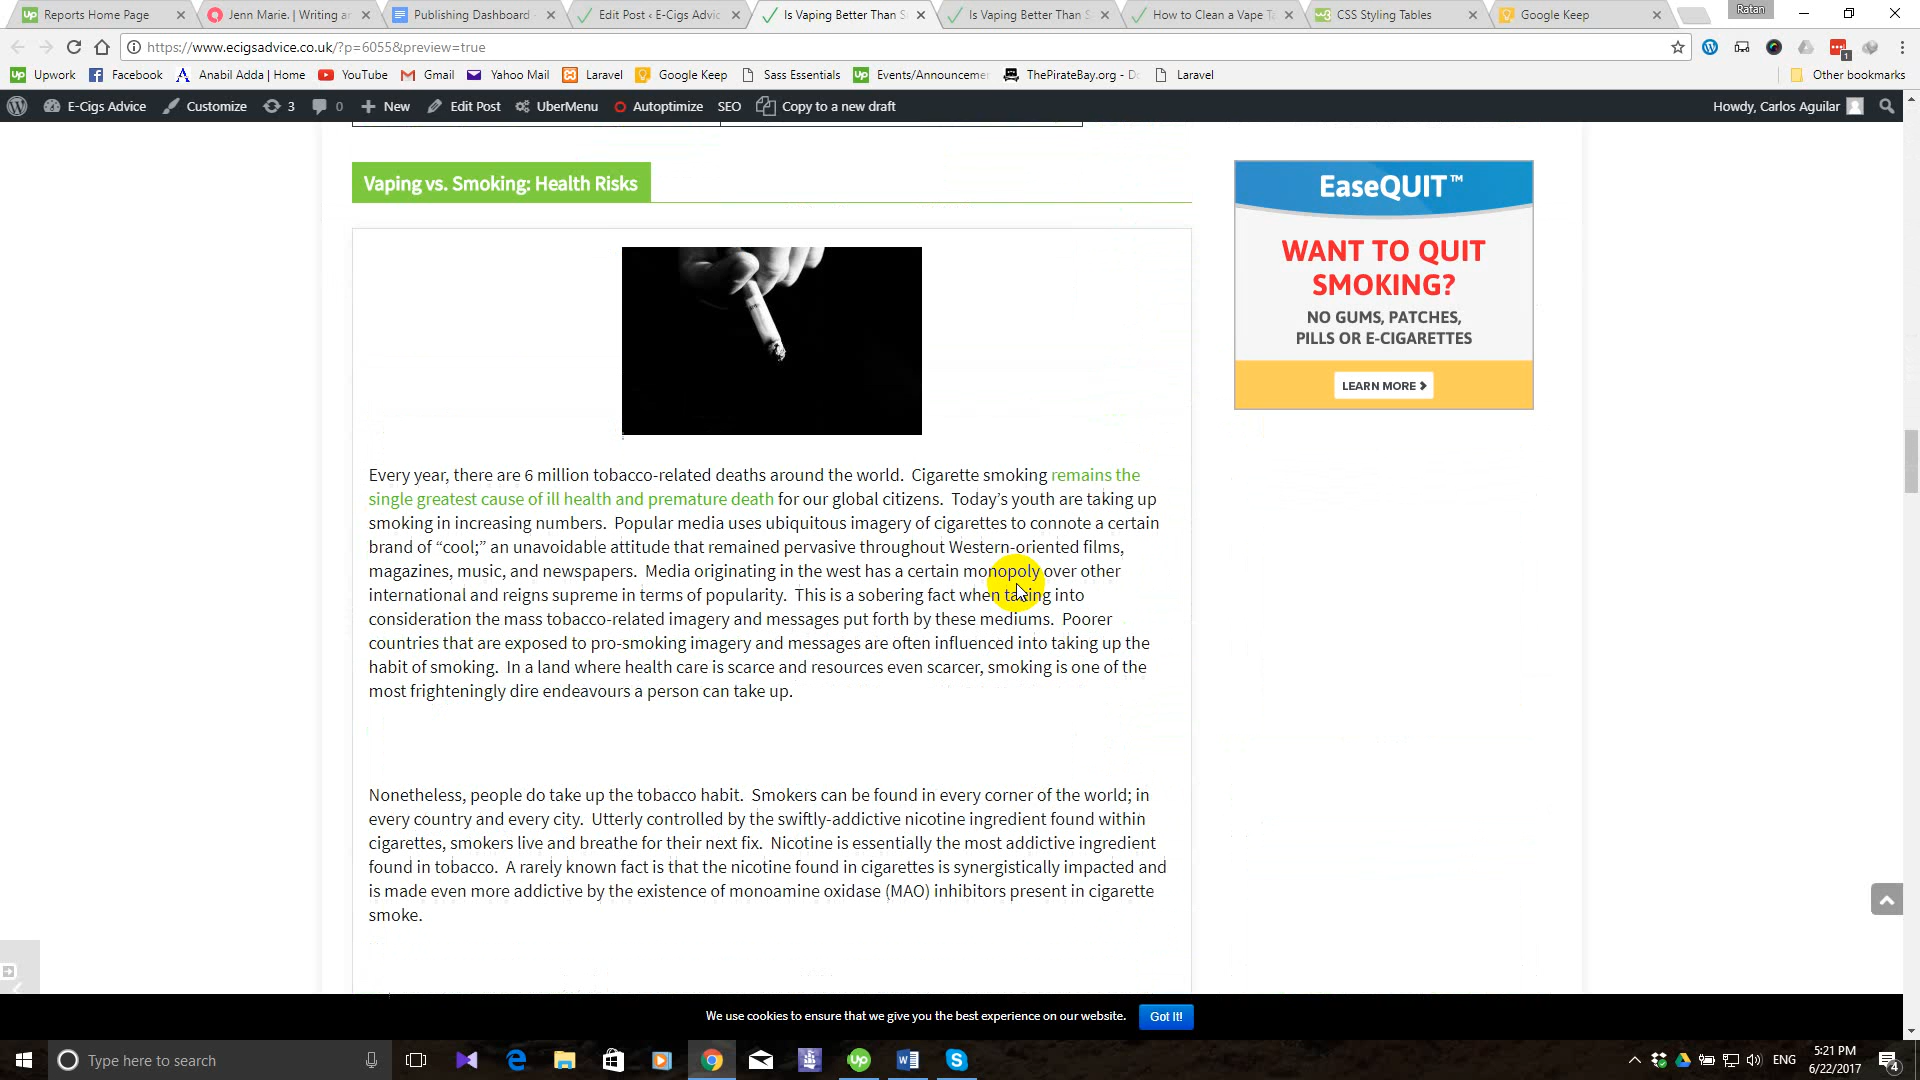 Reports Home Page
Jenn Marie. | Writing a
Publishing Dashboard
Edit Post ‹ E-Cigs Advic
Is Vaping Better Than S
Is Vaping Better Than S
How to Clean a Vape Ta
CSS Styling Tables
Google Keep
Ratan
https://www.ecigsadvice.co.uk/?p=6055&preview=true
Upwork
Facebook
Anabil Adda | Home
YouTube
Gmail
Yahoo Mail
Laravel
Google Keep
Sass Essentials
Events/Announceme
ThePirateBay.org - Do
Laravel
Other bookmarks
E-Cigs Advice
Customize
3
0
New
Edit Post
UberMenu
Autoptimize
SEO
Copy to a new draft
Howdy, Carlos Aguilar
Vaping vs. Smoking: Health Risks
EaseQUIT™
WANT TO QUIT
SMOKING?
NO GUMS, PATCHES,
PILLS OR E-CIGARETTES
LEARN MORE
Every year, there are 6 million tobacco-related deaths around the world.  Cigarette smoking remains the
single greatest cause of ill health and premature death for our global citizens.  Today’s youth are taking up
smoking in increasing numbers.  Popular media uses ubiquitous imagery of cigarettes to connote a certain
brand of “cool;” an unavoidable attitude that remained pervasive throughout Western-oriented films,
magazines, music, and newspapers.  Media originating in the west has a certain monopoly over other
international and reigns supreme in terms of popularity.  This is a sobering fact when taking into
consideration the mass tobacco-related imagery and messages put forth by these mediums.  Poorer
countries that are exposed to pro-smoking imagery and messages are often influenced into taking up the
habit of smoking.  In a land where health care is scarce and resources even scarcer, smoking is one of the
most frighteningly dire endeavours a person can take up.
Nonetheless, people do take up the tobacco habit.  Smokers can be found in every corner of the world; in
every country and every city.  Utterly controlled by the swiftly-addictive nicotine ingredient found within
cigarettes, smokers live and breathe for their next fix.  Nicotine is essentially the most addictive ingredient
found in tobacco.  A rarely known fact is that the nicotine found in cigarettes is synergistically impacted and
is made even more addictive by the existence of monoamine oxidase (MAO) inhibitors present in cigarette
smoke.
We use cookies to ensure that we give you the best experience on our website.
Got It!
Type here to search
ENG
5:21 PM
6/22/2017
4